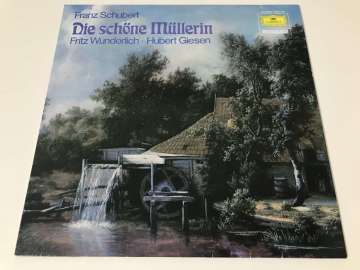 Franz Schubert
Die schöne Müllerin
Fritz Wunderlich · Hubert Giesen